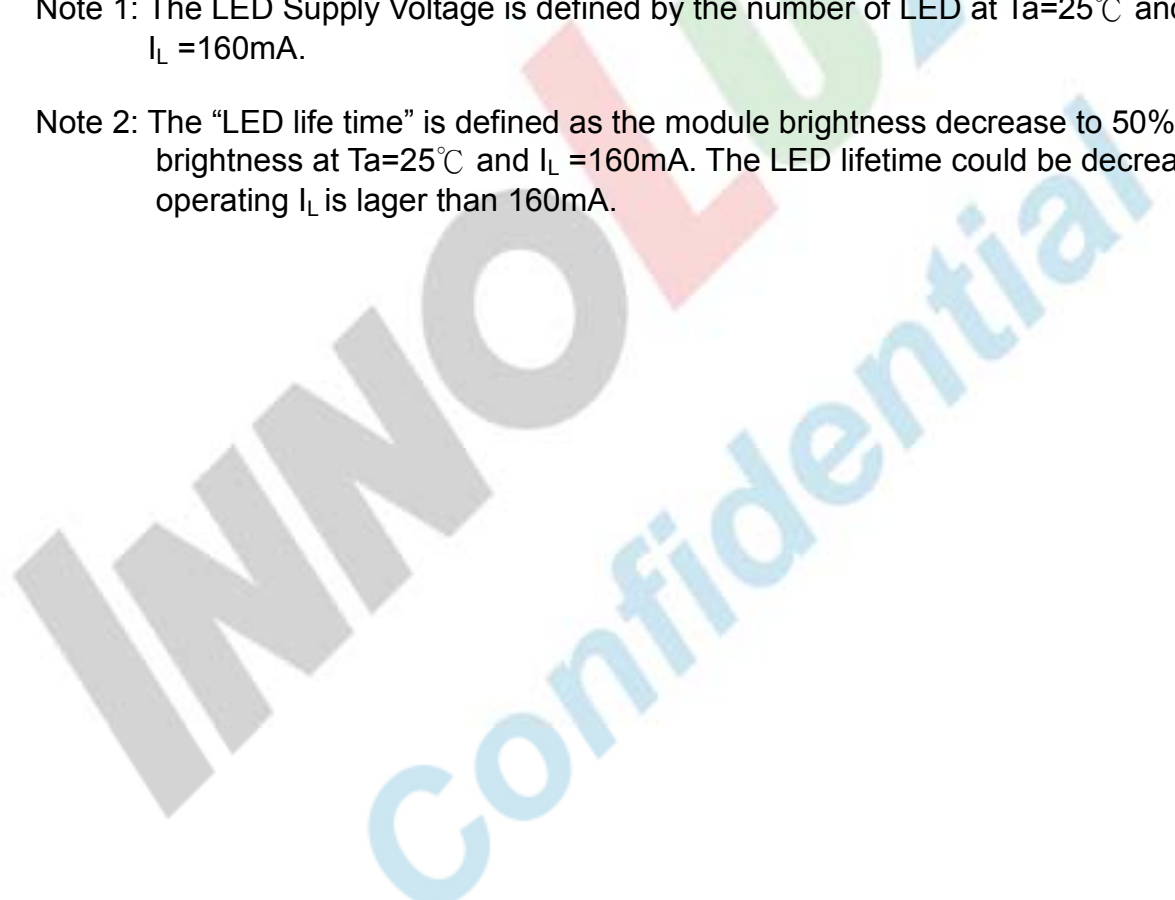 Note 1: The LED Supply Voltage is defined by the number of LED at Ta=25℃ and
I_L =160mA.
Note 2: The “LED life time” is defined as the module brightness decrease to 50%
brightness at Ta=25℃ and I_L =160mA. The LED lifetime could be decrea
operating I_L is lager than 160mA.
INNOLUX
Confidential